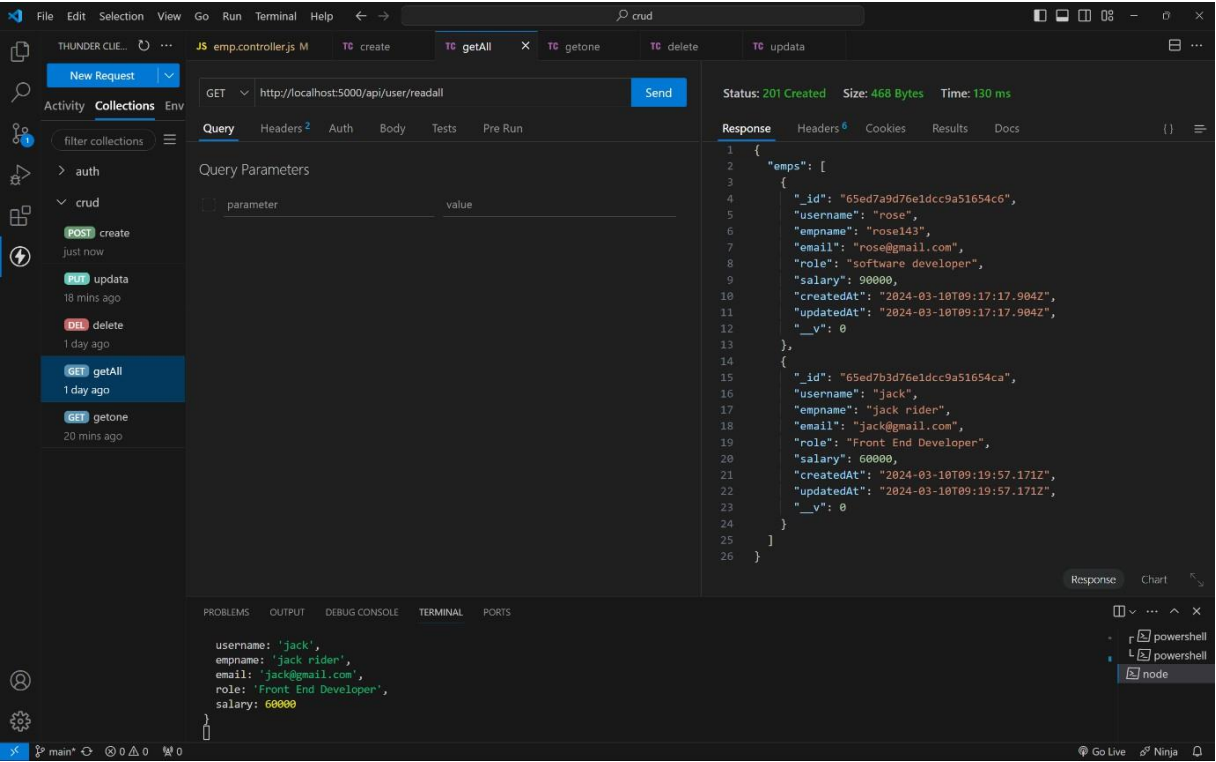 File Edit Selection View Go Run Terminal Help crud
THUNDER CLIE...
New Request
Activity Collections Env
filter collections
auth
crud
POST create
just now
PUT updata
18 mins ago
DEL delete
1 day ago
GET getAll
1 day ago
GET getone
20 mins ago
JS emp.controller.js M TC create TC getAll TC getone TC delete TC updata
GET http://localhost:5000/api/user/readall Send
Query Headers 2 Auth Body Tests Pre Run
Query Parameters
parameter value
Status: 201 Created Size: 468 Bytes Time: 130 ms
Response Headers 6 Cookies Results Docs {}
1 {
2 "emps": [
3 {
4 "_id": "65ed7a9d76e1dcc9a51654c6",
5 "username": "rose",
6 "empname": "rose143",
7 "email": "rose@gmail.com",
8 "role": "software developer",
9 "salary": 90000,
10 "createdAt": "2024-03-10T09:17:17.904Z",
11 "updatedAt": "2024-03-10T09:17:17.904Z",
12 "__v": 0
13 },
14 {
15 "_id": "65ed7b3d76e1dcc9a51654ca",
16 "username": "jack",
17 "empname": "jack rider",
18 "email": "jack@gmail.com",
19 "role": "Front End Developer",
20 "salary": 60000,
21 "createdAt": "2024-03-10T09:19:57.171Z",
22 "updatedAt": "2024-03-10T09:19:57.171Z",
23 "__v": 0
24 }
25 ]
26 }
Response Chart
PROBLEMS OUTPUT DEBUG CONSOLE TERMINAL PORTS
username: 'jack',
empname: 'jack rider',
email: 'jack@gmail.com',
role: 'Front End Developer',
salary: 60000
}
powershell
powershell
node
main* 0 0 0 Go Live Ninja